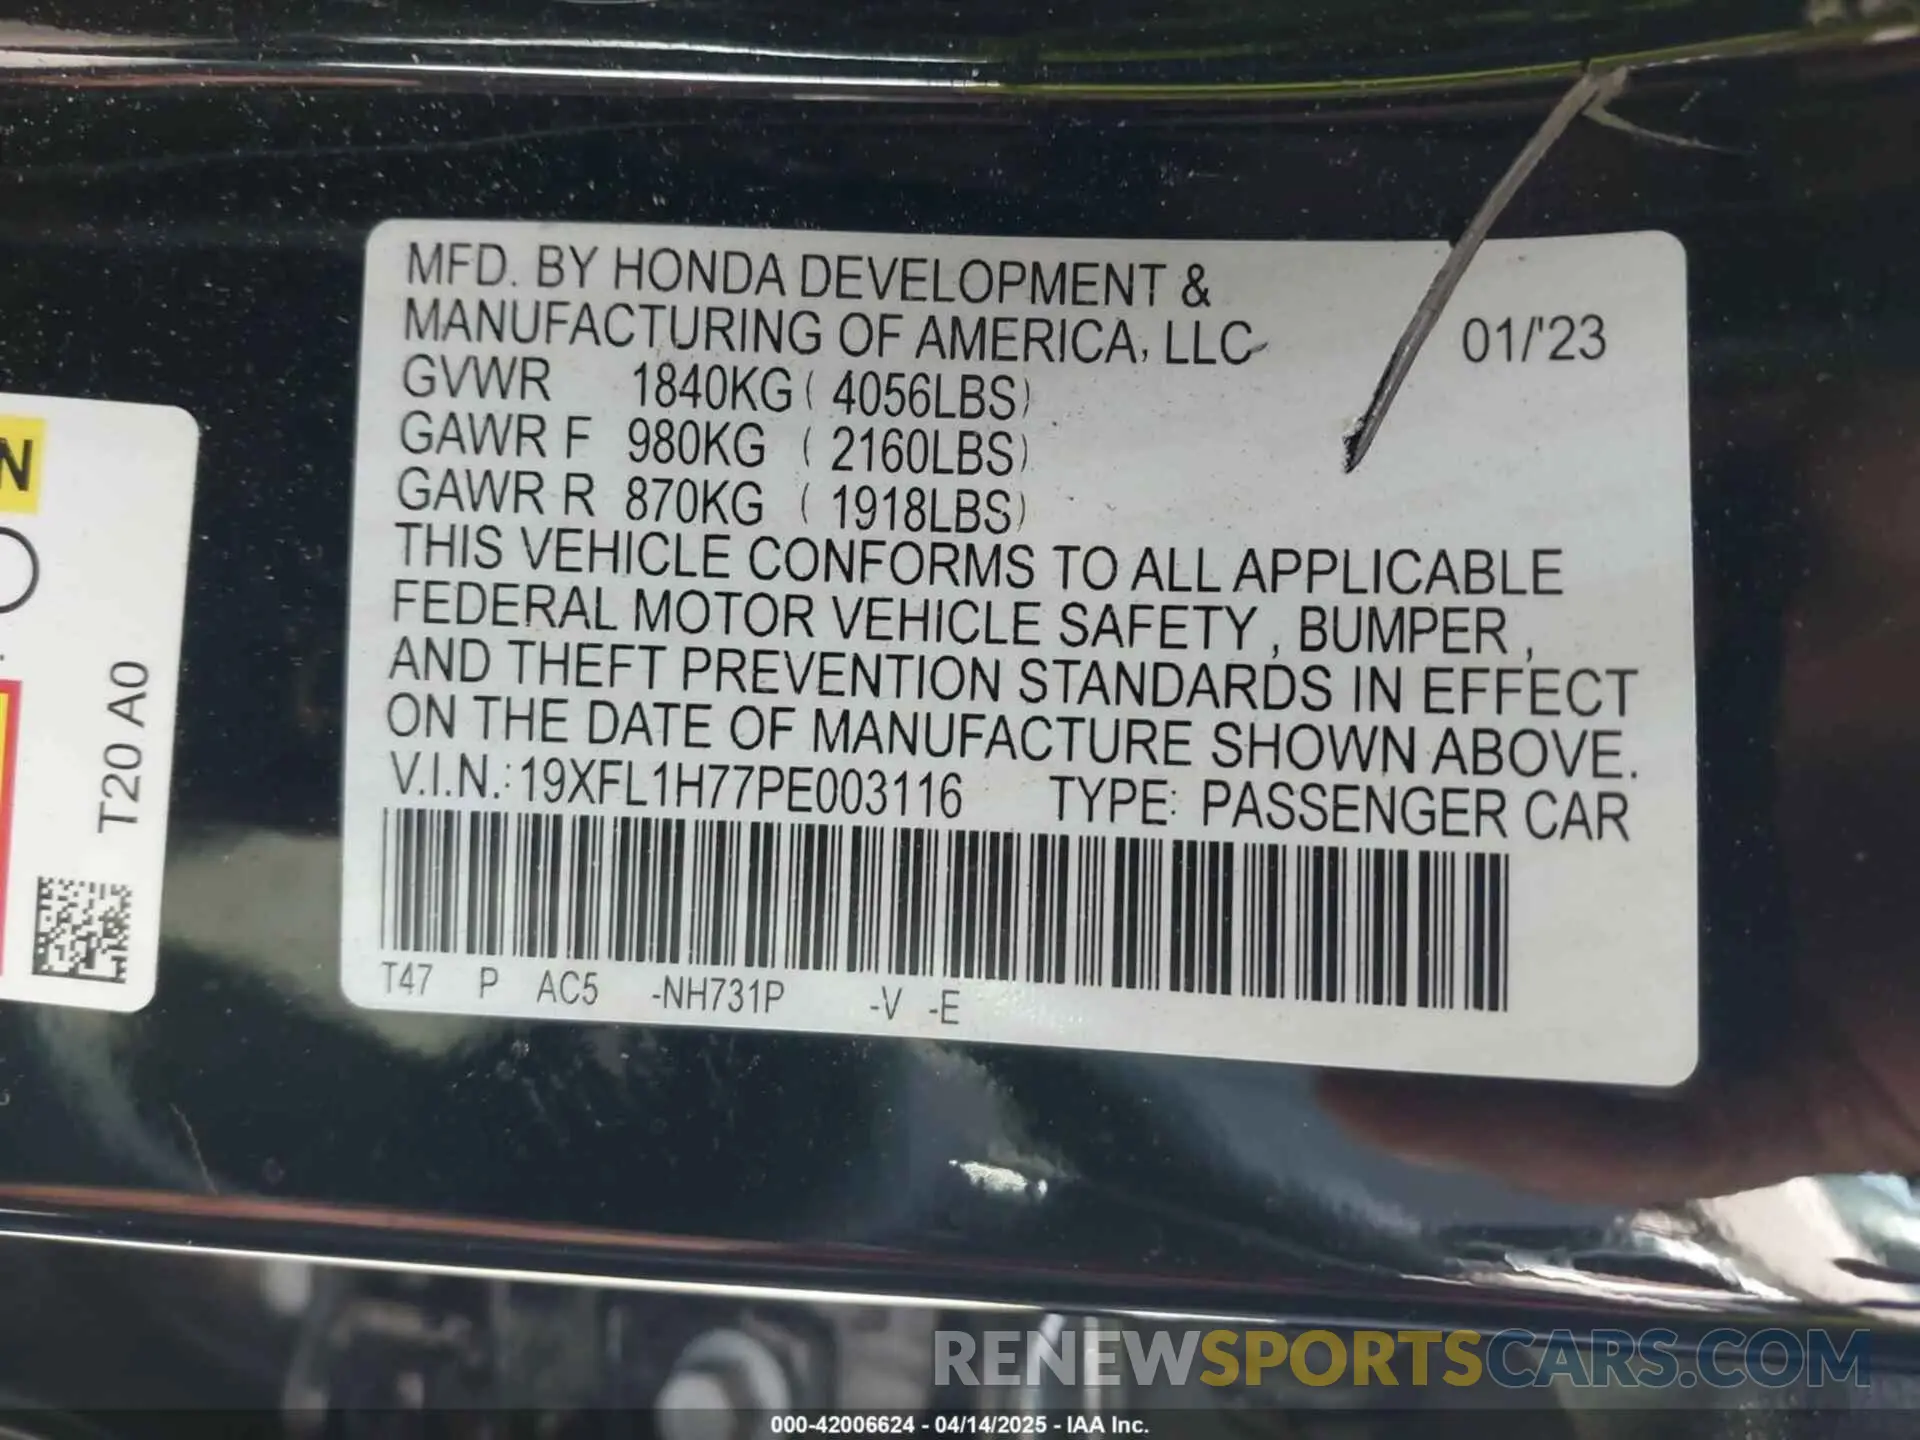 MFD. BY HONDA DEVELOPMENT &
MANUFACTURING OF AMERICA, LLC 01/'23
GVWR 1840KG ( 4056LBS)
GAWR F 980KG ( 2160LBS)
GAWR R 870KG ( 1918LBS)
THIS VEHICLE CONFORMS TO ALL APPLICABLE
FEDERAL MOTOR VEHICLE SAFETY , BUMPER ,
AND THEFT PREVENTION STANDARDS IN EFFECT
ON THE DATE OF MANUFACTURE SHOWN ABOVE.
V.I.N.: 19XFL1H77PE003116 TYPE: PASSENGER CAR
T47 P AC5 -NH731P -V -E
N
T20 A0
RENEWSPORTSCARS.COM
000-42006624 - 04/14/2025 - IAA Inc.